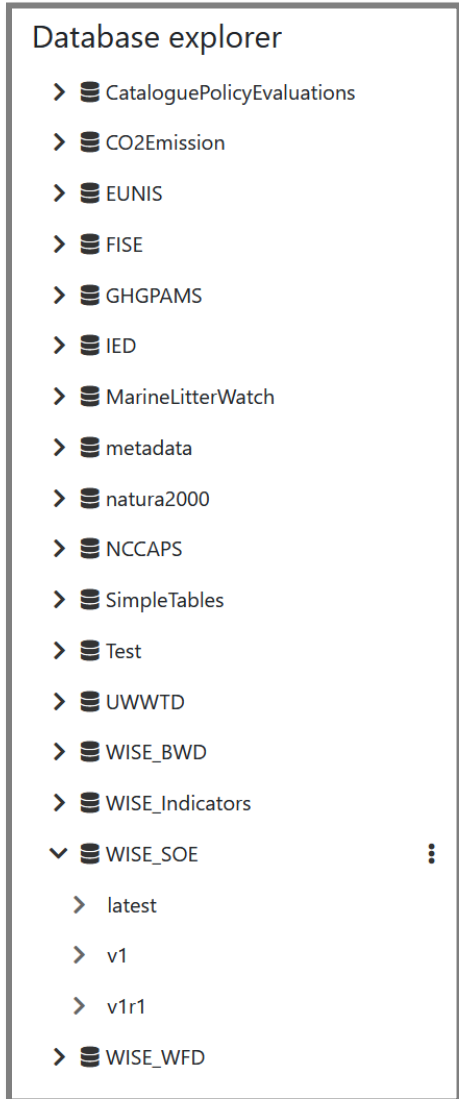 Database explorer
CataloguePolicyEvaluations
CO2Emission
EUNIS
FISE
GHGPAMS
IED
MarineLitterWatch
metadata
natura2000
NCCAPS
SimpleTables
Test
UWWTD
WISE_BWD
WISE_Indicators
WISE_SOE
latest
v1
v1r1
WISE_WFD